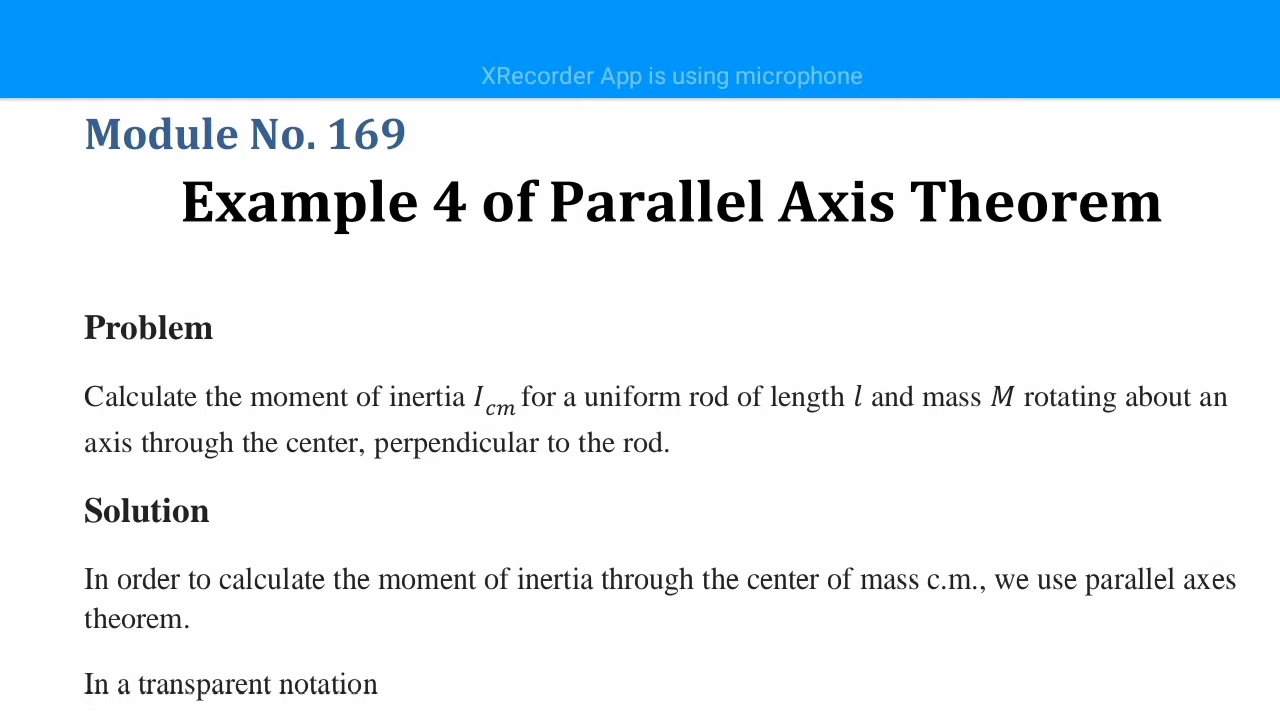 XRecorder App is using microphone
Module No. 169
Example 4 of Parallel Axis Theorem
Problem
Calculate the moment of inertia I_cm for a uniform rod of length l and mass M rotating about an
axis through the center, perpendicular to the rod.
Solution
In order to calculate the moment of inertia through the center of mass c.m., we use parallel axes
theorem.
In a transparent notation